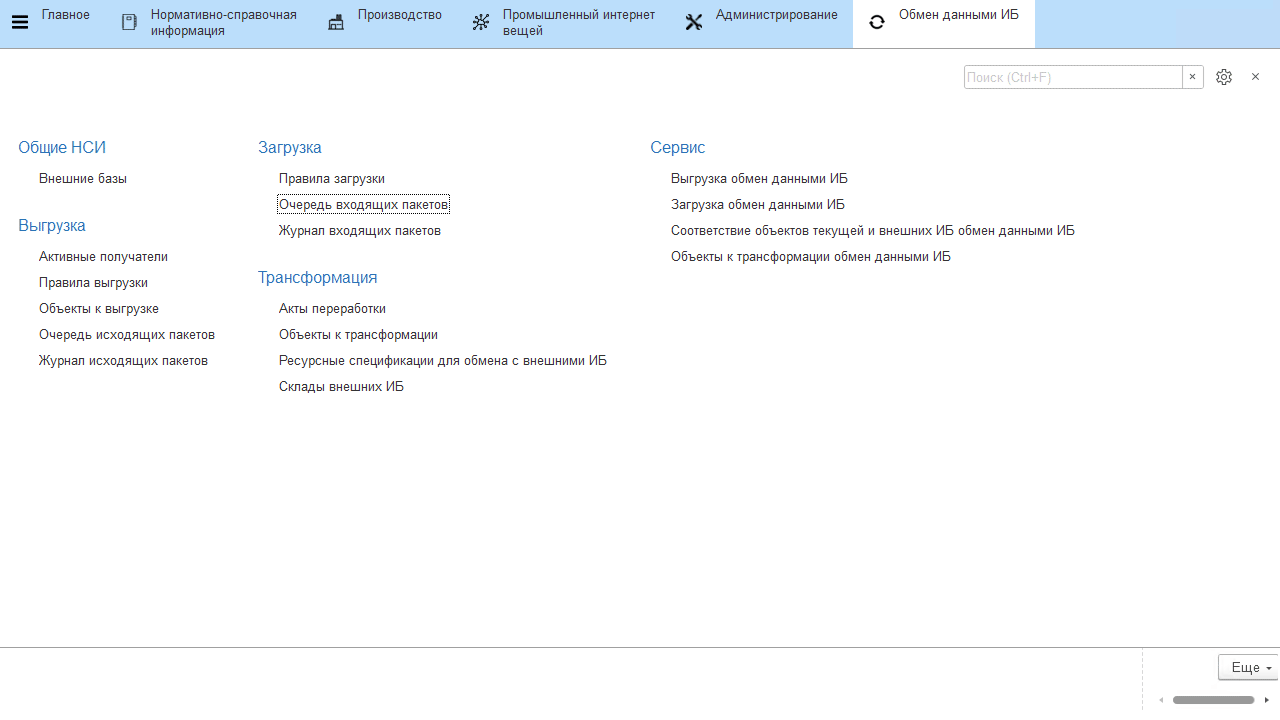 Главное
Нормативно-справочная
информация
Производство
Промышленный интернет
вещей
Администрирование
Обмен данными ИБ
Поиск (Ctrl+F)
Общие НСИ
Внешние базы
Выгрузка
Активные получатели
Правила выгрузки
Объекты к выгрузке
Очередь исходящих пакетов
Журнал исходящих пакетов
Загрузка
Правила загрузки
Очередь входящих пакетов
Журнал входящих пакетов
Трансформация
Акты переработки
Объекты к трансформации
Ресурсные спецификации для обмена с внешними ИБ
Склады внешних ИБ
Сервис
Выгрузка обмен данными ИБ
Загрузка обмен данными ИБ
Соответствие объектов текущей и внешних ИБ обмен данными ИБ
Объекты к трансформации обмен данными ИБ
Еще